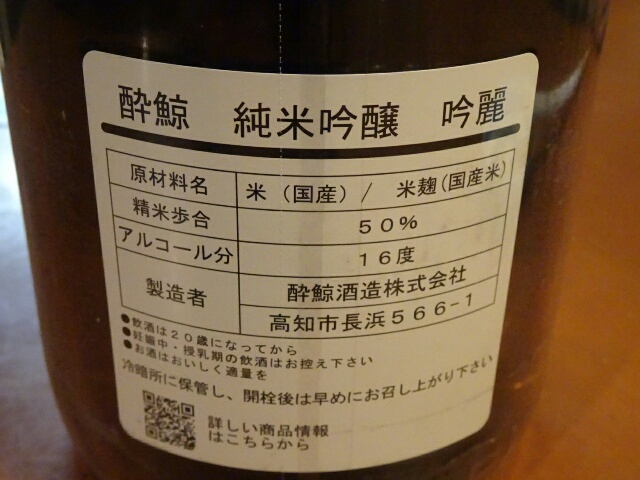 酔鯨 純米吟醸 吟麗
原材料名 米（国産）/ 米麹(国産米)
精米歩合 50%
アルコール分 16度
製造者 酔鯨酒造株式会社
高知市長浜566-1
●飲酒は20歳になってから
●妊娠中・授乳期の飲酒はお控え下さい
●お酒はおいしく適量を
冷暗所に保管し、開栓後は早めにお召し上がり下さい
詳しい商品情報
はこちらから